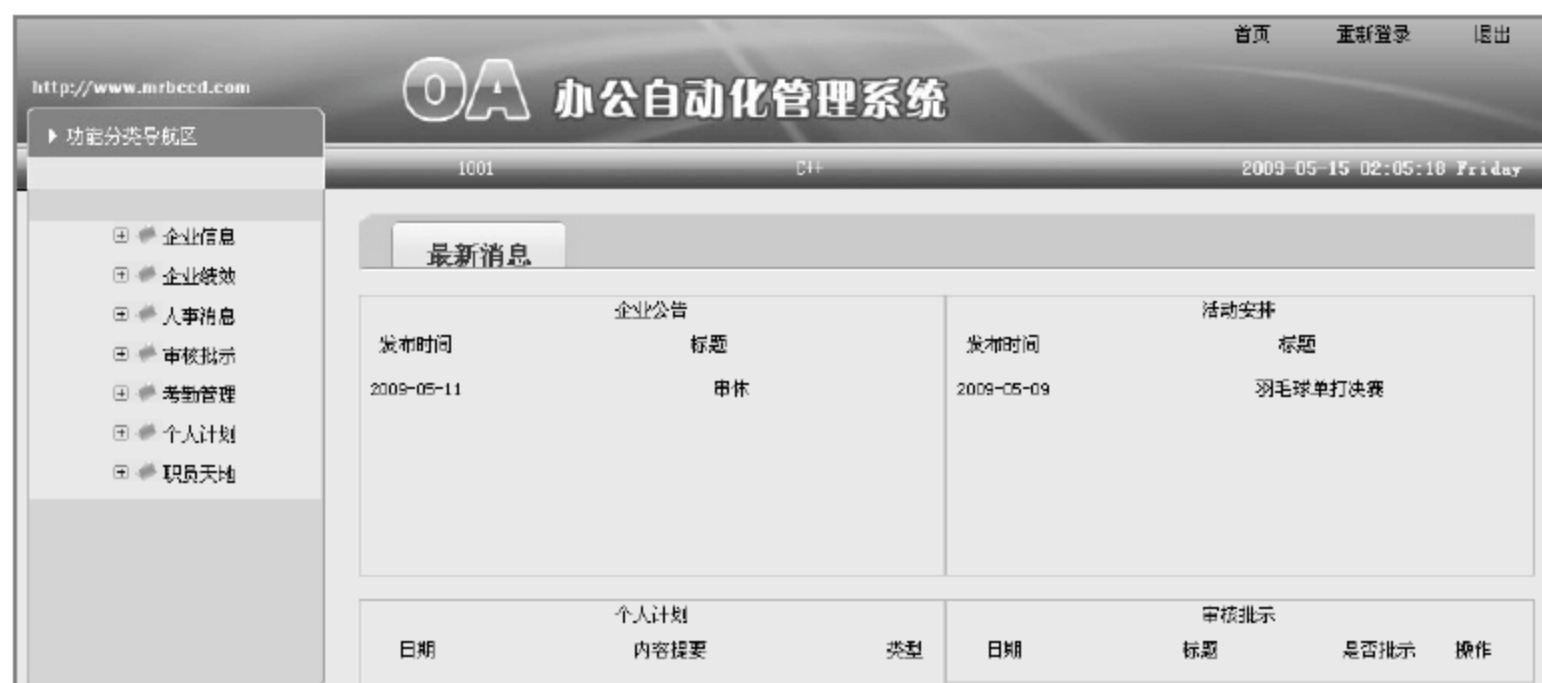 首页 重新登录 退出
http://www.mrbccd.com
OA 办公自动化管理系统
功能分类导航区
1001 C++ 2009-05-15 02:05:18 Friday
企业信息
企业绩效
人事消息
审核批示
考勤管理
个人计划
职员天地
最新消息
企业公告 活动安排
发布时间 标题 发布时间 标题
2009-05-11 串休 2009-05-09 羽毛球单打决赛
个人计划 审核批示
日期 内容提要 类型 日期 标题 是否批示 操作